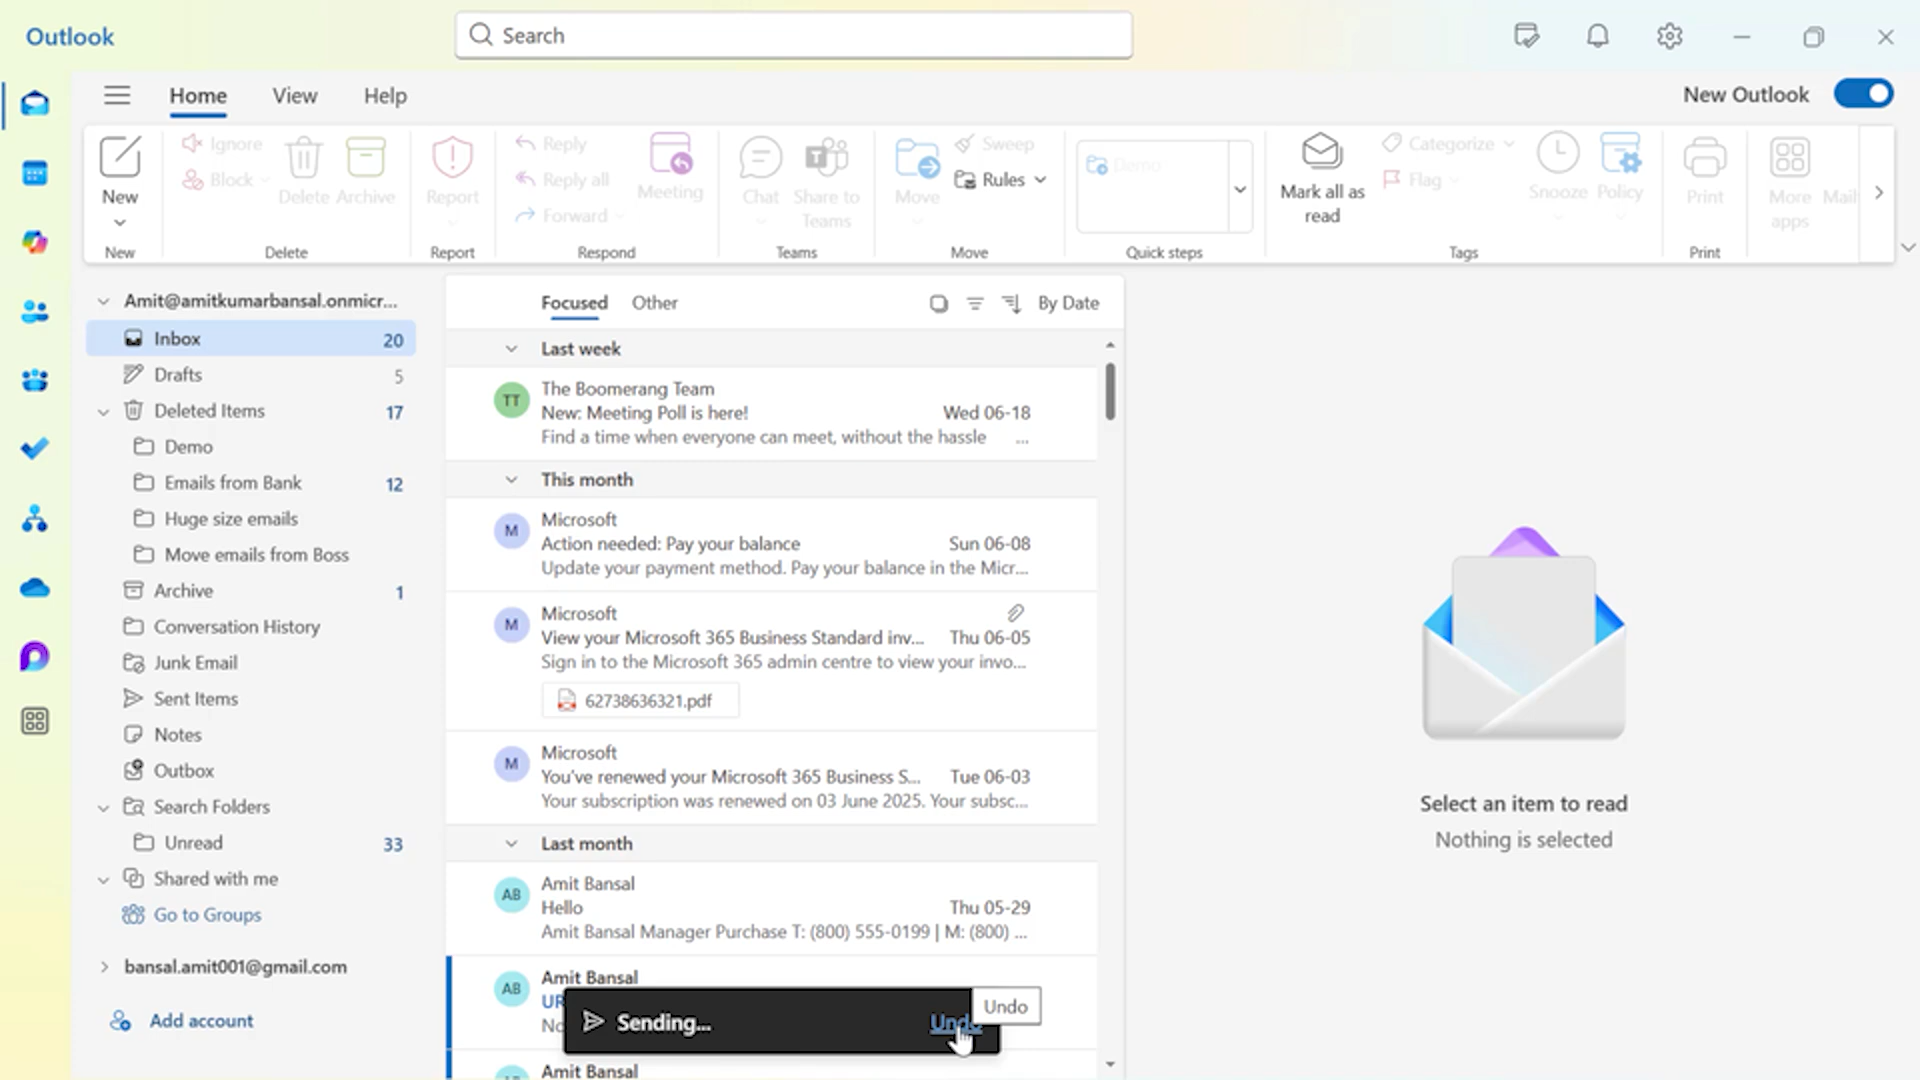 Outlook
Search
Home View Help
New Outlook
New
New
Ignore
Block
Delete
Archive
Delete
Report
Report
Reply
Reply all
Forward
Meeting
Respond
Chat
Share to
Teams
Teams
Move
Sweep
Rules
Move
Demo
Quick steps
Mark all as
read
Categorize
Flag
Snooze
Policy
Tags
Print
Print
More
apps
Mail
Amit@amitkumarbansal.onmicr...
Inbox 20
Drafts 5
Deleted Items 17
Demo
Emails from Bank 12
Huge size emails
Move emails from Boss
Archive 1
Conversation History
Junk Email
Sent Items
Notes
Outbox
Search Folders
Unread 33
Shared with me
Go to Groups
bansal.amit001@gmail.com
Add account
Focused Other By Date
Last week
TT
The Boomerang Team
New: Meeting Poll is here! Wed 06-18
Find a time when everyone can meet, without the hassle ...
This month
M
Microsoft
Action needed: Pay your balance Sun 06-08
Update your payment method. Pay your balance in the Micr...
M
Microsoft
View your Microsoft 365 Business Standard inv... Thu 06-05
Sign in to the Microsoft 365 admin centre to view your invo...
62738636321.pdf
M
Microsoft
You've renewed your Microsoft 365 Business S... Tue 06-03
Your subscription was renewed on 03 June 2025. Your subsc...
Last month
AB
Amit Bansal
Hello Thu 05-29
Amit Bansal Manager Purchase T: (800) 555-0199 | M: (800) ...
AB
Amit Bansal
UR
No
Sending... Undo
Undo
Amit Bansal
Select an item to read
Nothing is selected